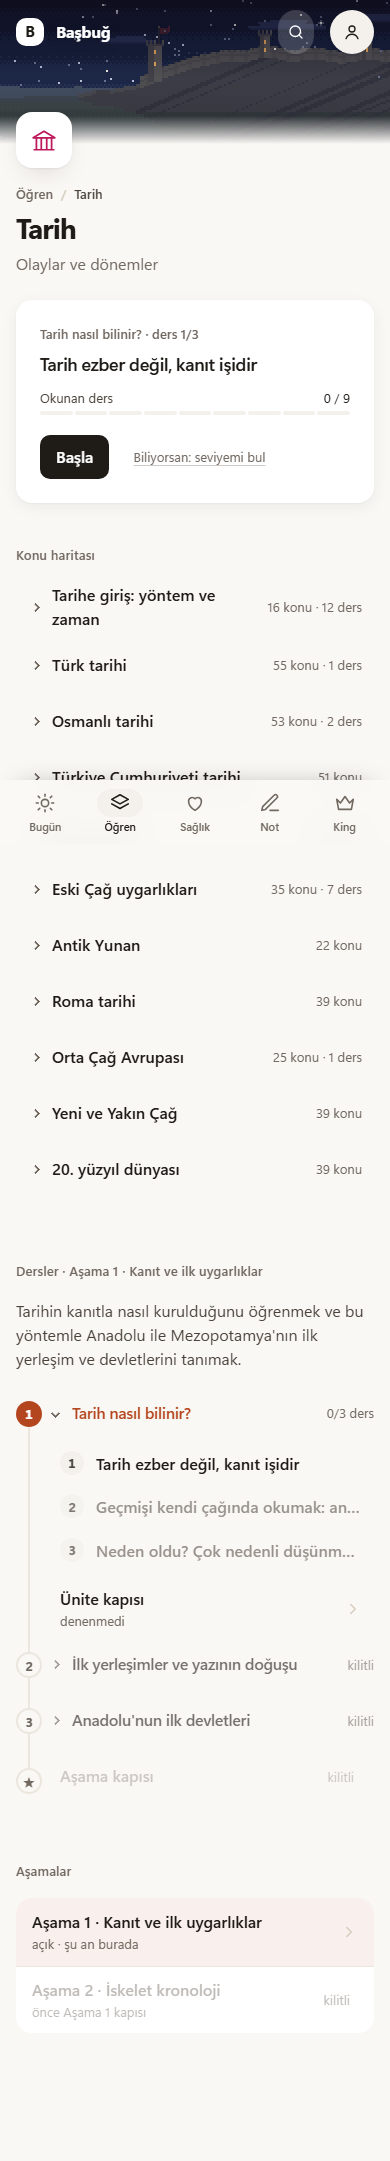 B Başbuğ
Öğren / Tarih
Tarih
Olaylar ve dönemler
Tarih nasıl bilinir? · ders 1/3
Tarih ezber değil, kanıt işidir
Okunan ders 0 / 9
Başla Biliyorsan: seviyemi bul
Konu haritası
Tarihe giriş: yöntem ve
zaman
16 konu · 12 ders
Türk tarihi 55 konu · 1 ders
Osmanlı tarihi 53 konu · 2 ders
Türkiye Cumhuriyeti tarihi 51 konu
Bugün Öğren Sağlık Not King
Eski Çağ uygarlıkları 35 konu · 7 ders
Antik Yunan 22 konu
Roma tarihi 39 konu
Orta Çağ Avrupası 25 konu · 1 ders
Yeni ve Yakın Çağ 39 konu
20. yüzyıl dünyası 39 konu
Dersler · Aşama 1 · Kanıt ve ilk uygarlıklar
Tarihin kanıtla nasıl kurulduğunu öğrenmek ve bu
yöntemle Anadolu ile Mezopotamya'nın ilk
yerleşim ve devletlerini tanımak.
1 Tarih nasıl bilinir? 0/3 ders
1 Tarih ezber değil, kanıt işidir
2 Geçmişi kendi çağında okumak: an...
3 Neden oldu? Çok nedenli düşünm...
Ünite kapısı
denenmedi
2 İlk yerleşimler ve yazının doğuşu kilitli
3 Anadolu'nun ilk devletleri kilitli
Aşama kapısı kilitli
Aşamalar
Aşama 1 · Kanıt ve ilk uygarlıklar
açık · şu an burada
Aşama 2 · İskelet kronoloji kilitli
önce Aşama 1 kapısı